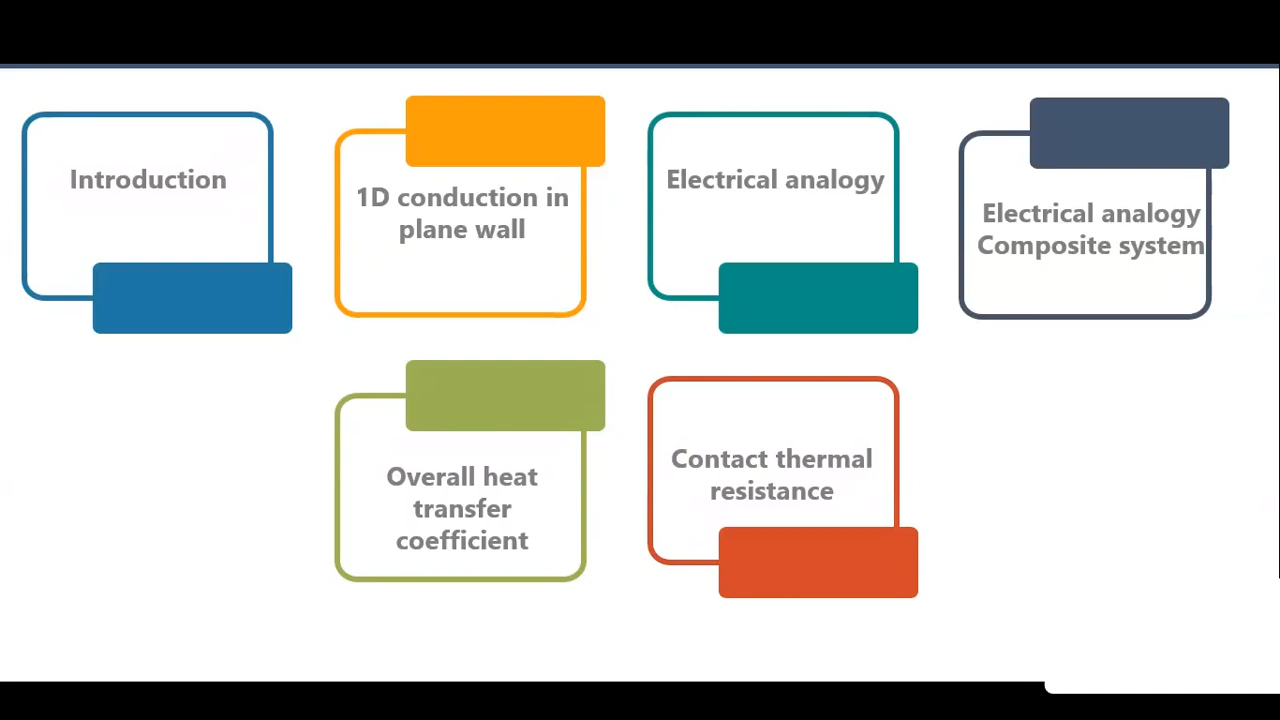 Introduction
1D conduction in
plane wall
Electrical analogy
Electrical analogy
Composite system
Overall heat
transfer
coefficient
Contact thermal
resistance